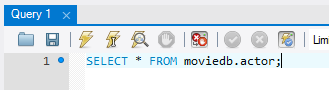 Query 1
Lim
1 SELECT * FROM moviedb.actor;